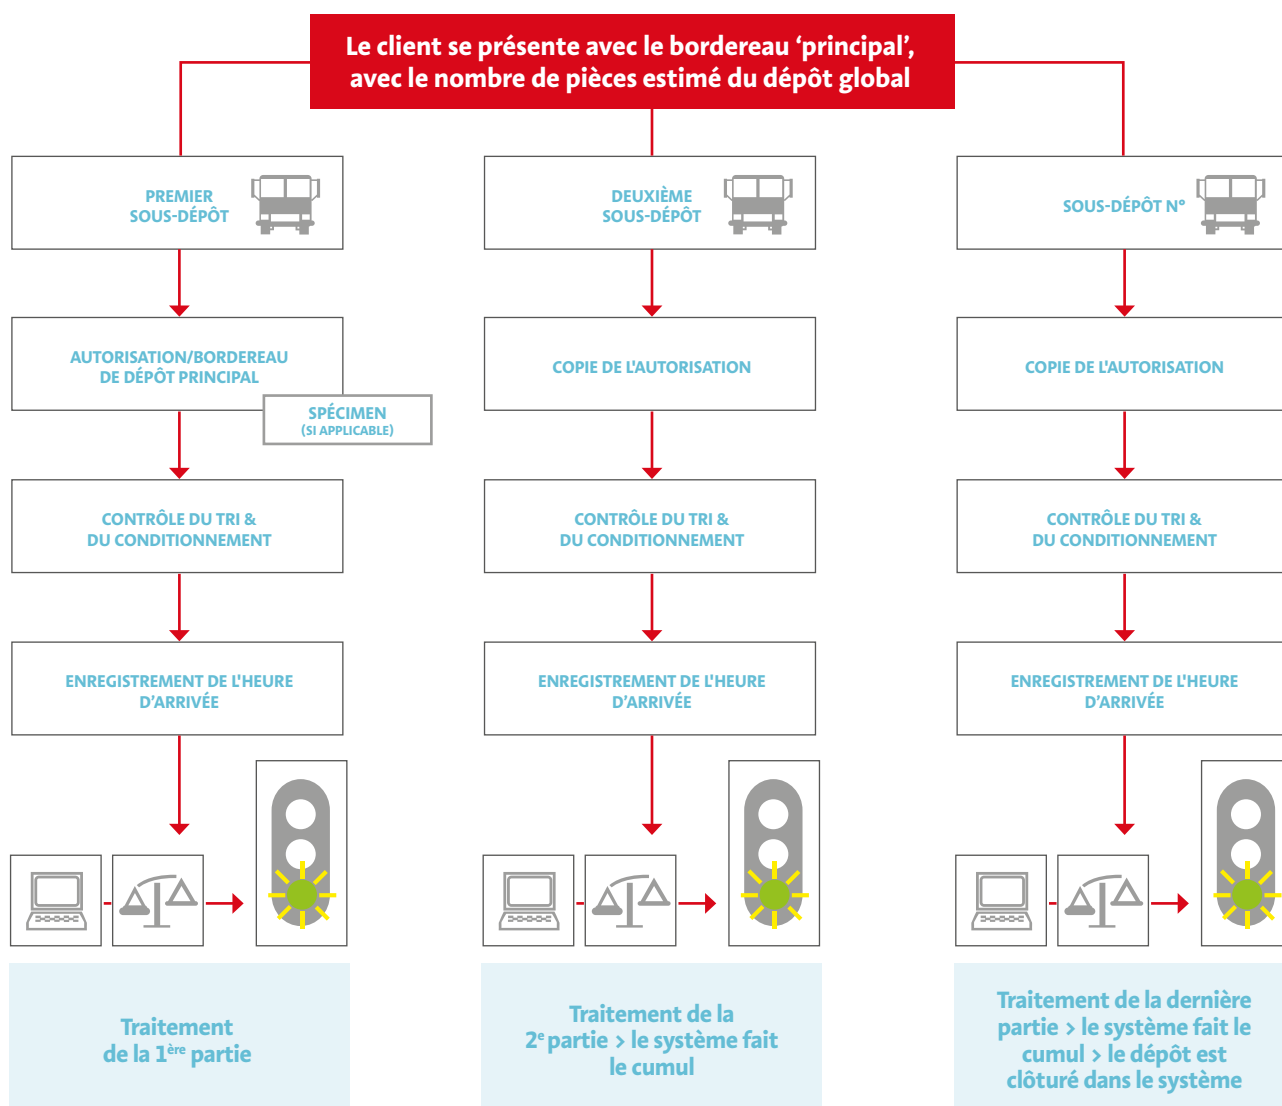 Le client se présente avec le bordereau ‘principal’,
avec le nombre de pièces estimé du dépôt global
PREMIER
SOUS-DÉPÔT
DEUXIÈME
SOUS-DÉPÔT
SOUS-DÉPÔT N°
AUTORISATION/BORDEREAU
DE DÉPÔT PRINCIPAL
SPÉCIMEN
(SI APPLICABLE)
COPIE DE L'AUTORISATION
COPIE DE L'AUTORISATION
CONTRÔLE DU TRI &
DU CONDITIONNEMENT
CONTRÔLE DU TRI &
DU CONDITIONNEMENT
CONTRÔLE DU TRI &
DU CONDITIONNEMENT
ENREGISTREMENT DE L'HEURE
D’ARRIVÉE
ENREGISTREMENT DE L'HEURE
D’ARRIVÉE
ENREGISTREMENT DE L'HEURE
D’ARRIVÉE
Traitement
de la 1ère partie
Traitement de la
2e partie > le système fait
le cumul
Traitement de la dernière
partie > le système fait le
cumul > le dépôt est
clôturé dans le système